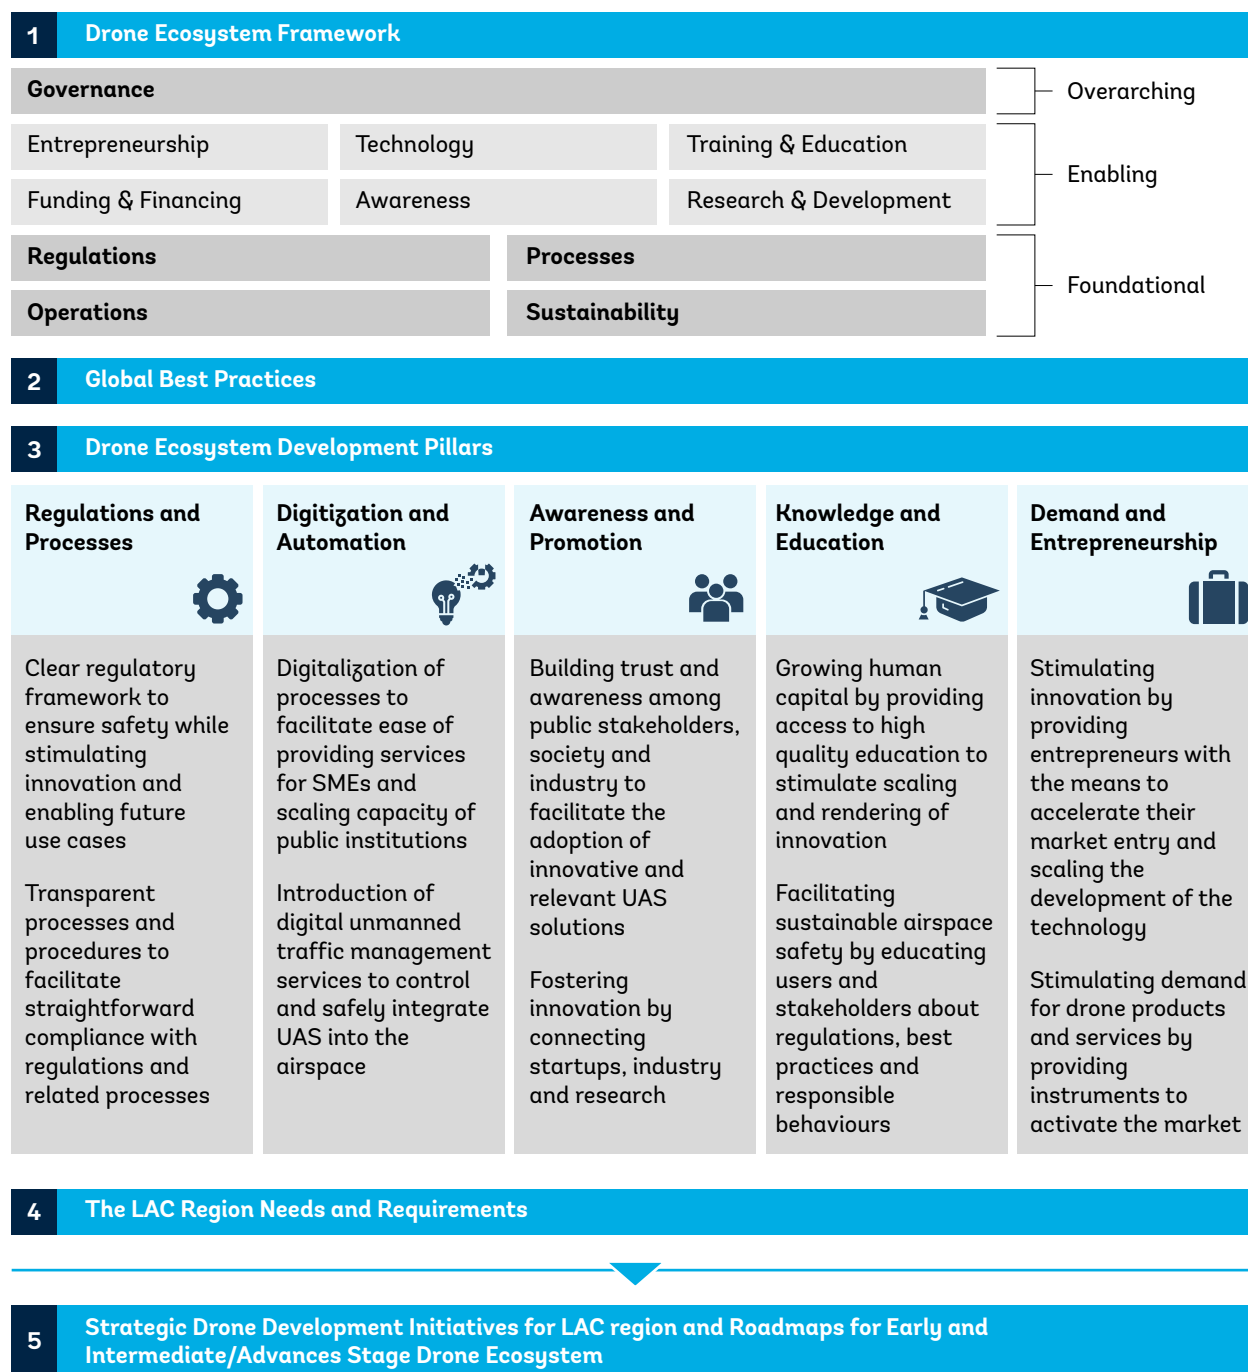 1
Drone Ecosystem Framework
Governance
Overarching
Entrepreneurship
Technology
Training & Education
Funding & Financing
Awareness
Research & Development
Enabling
Regulations
Processes
Operations
Sustainability
Foundational
2
Global Best Practices
3
Drone Ecosystem Development Pillars
Regulations and
Processes
Clear regulatory
framework to
ensure safety while
stimulating
innovation and
enabling future
use cases
Transparent
processes and
procedures to
facilitate
straightforward
compliance with
regulations and
related processes
Digitization and
Automation
Digitalization of
processes to
facilitate ease of
providing services
for SMEs and
scaling capacity of
public institutions
Introduction of
digital unmanned
traffic management
services to control
and safely integrate
UAS into the
airspace
Awareness and
Promotion
Building trust and
awareness among
public stakeholders,
society and
industry to
facilitate the
adoption of
innovative and
relevant UAS
solutions
Fostering
innovation by
connecting
startups, industry
and research
Knowledge and
Education
Growing human
capital by providing
access to high
quality education to
stimulate scaling
and rendering of
innovation
Facilitating
sustainable airspace
safety by educating
users and
stakeholders about
regulations, best
practices and
responsible
behaviours
Demand and
Entrepreneurship
Stimulating
innovation by
providing
entrepreneurs with
the means to
accelerate their
market entry and
scaling the
development of the
technology
Stimulating demand
for drone products
and services by
providing
instruments to
activate the market
4
The LAC Region Needs and Requirements
5
Strategic Drone Development Initiatives for LAC region and Roadmaps for Early and
Intermediate/Advances Stage Drone Ecosystem